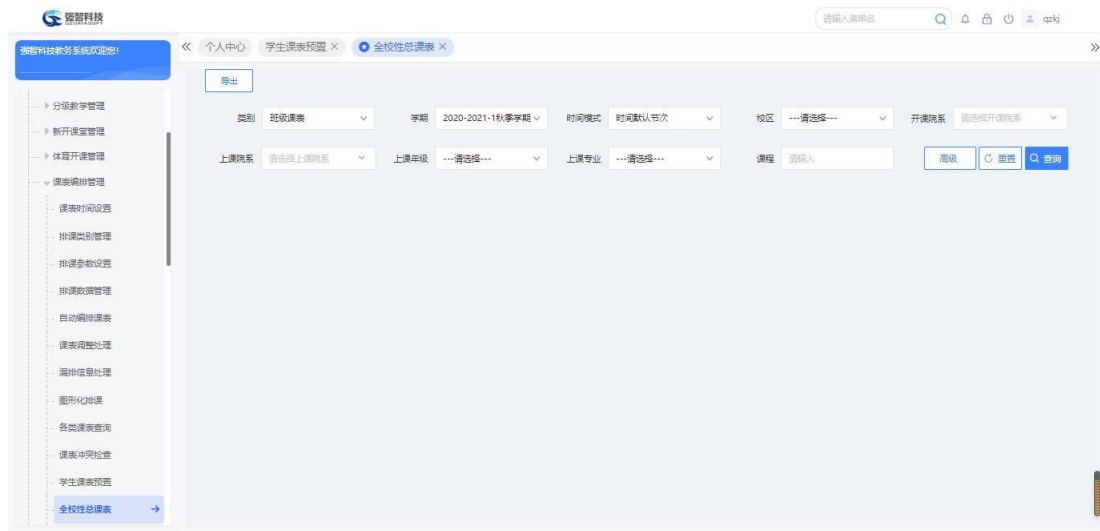 强智科技
QZDATASOFT
请输入菜单名
qzkj
强智科技教务系统欢迎您!
个人中心 学生课表预置 全校性总课表
导出
分级教学管理
新开课堂管理
体育开课管理
课表编排管理
课表时间设置
排课类别管理
排课参数设置
排课数据管理
自动编排课表
课表调整处理
漏排信息处理
图形化排课
各类课表查询
课表冲突检查
学生课表预置
全校性总课表
类别 班级课表 学期 2020-2021-1秋季学期 时间模式 时间默认节次 校区 ---请选择--- 开课院系 请选择开课院系
上课院系 请选择上课院系 上课年级 ---请选择--- 上课专业 ---请选择--- 课程 请输入 高级 重置 查询